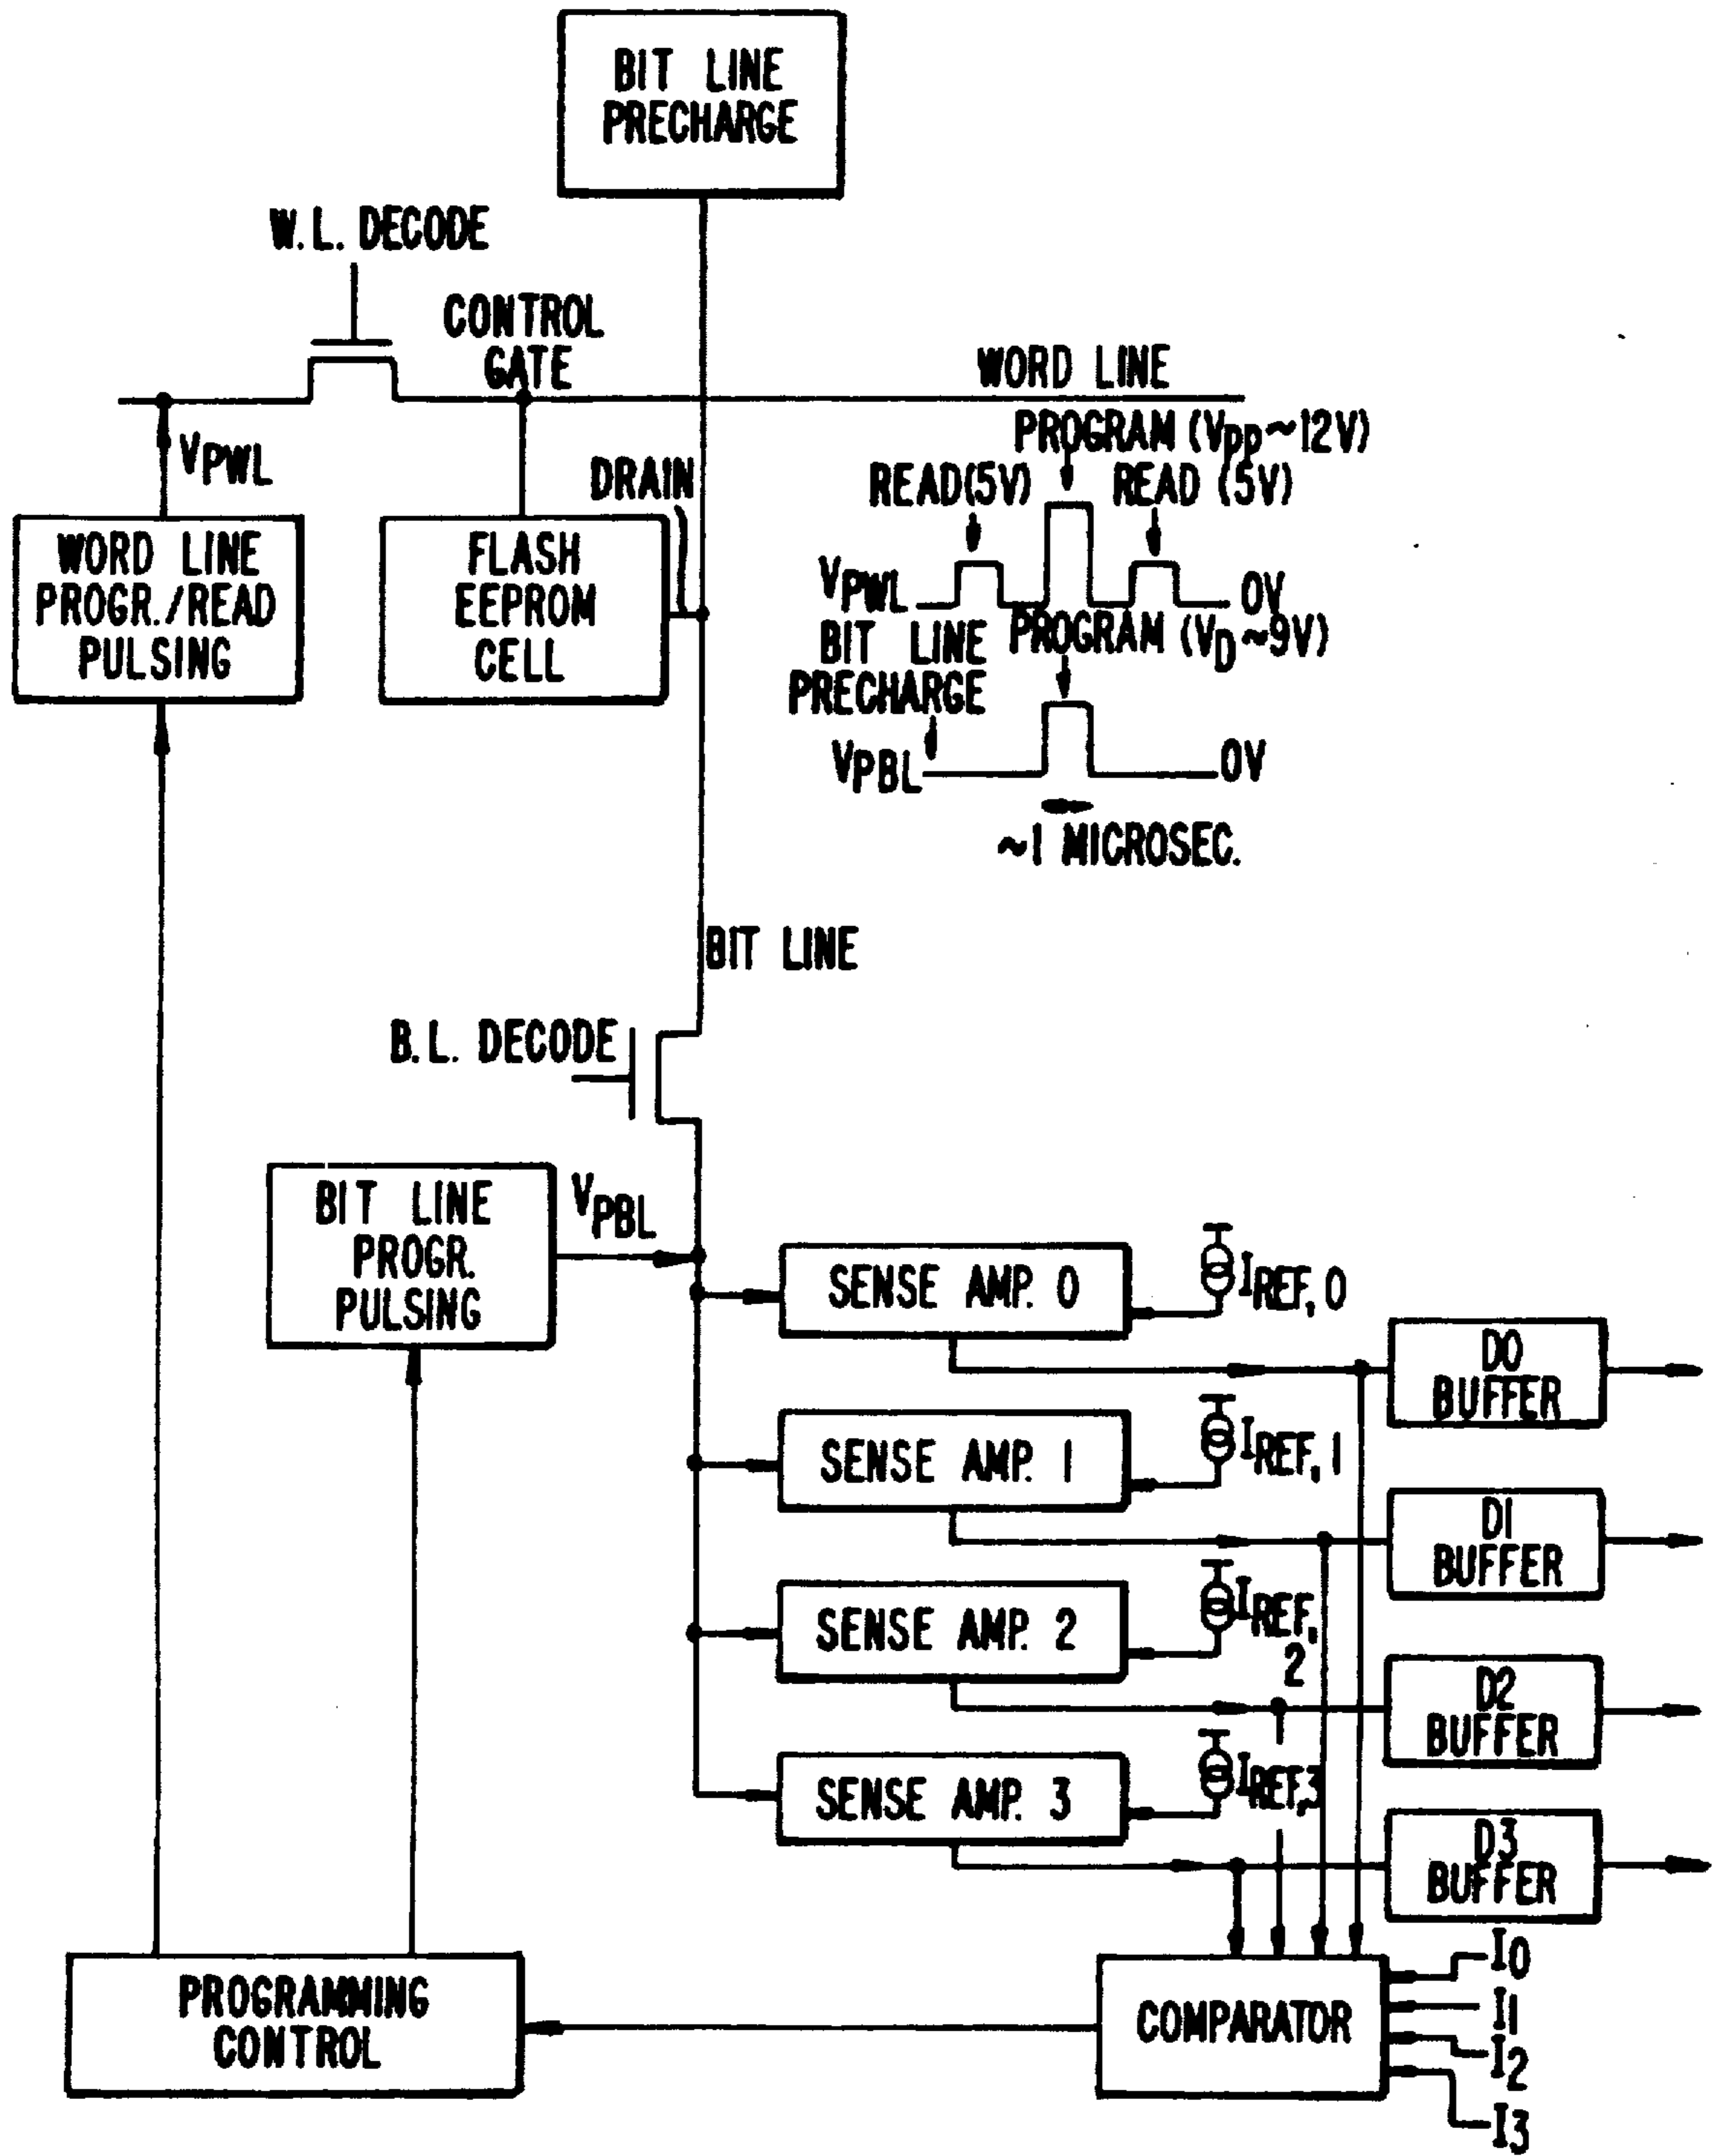 BIT LINE
PRECHARGE
W.L. DECODE
CONTROL
GATE
WORD LINE
VPWL
DRAIN
PROGRAM (VPP~12V)
READ(5V)
READ (5V)
WORD LINE
PROGR./READ
PULSING
FLASH
EEPROM
CELL
VPWL
0V
BIT LINE
PRECHARGE
PROGRAM (VD~9V)
VPBL
0V
~1 MICROSEC.
BIT LINE
B.L. DECODE
BIT LINE
PROGR.
PULSING
VPBL
SENSE AMP. 0
IREF, 0
D0
BUFFER
SENSE AMP. 1
IREF, 1
D1
BUFFER
SENSE AMP. 2
IREF,
2
D2
BUFFER
SENSE AMP. 3
IREF,3
D3
BUFFER
PROGRAMMING
CONTROL
COMPARATOR
I0
I1
I2
I3